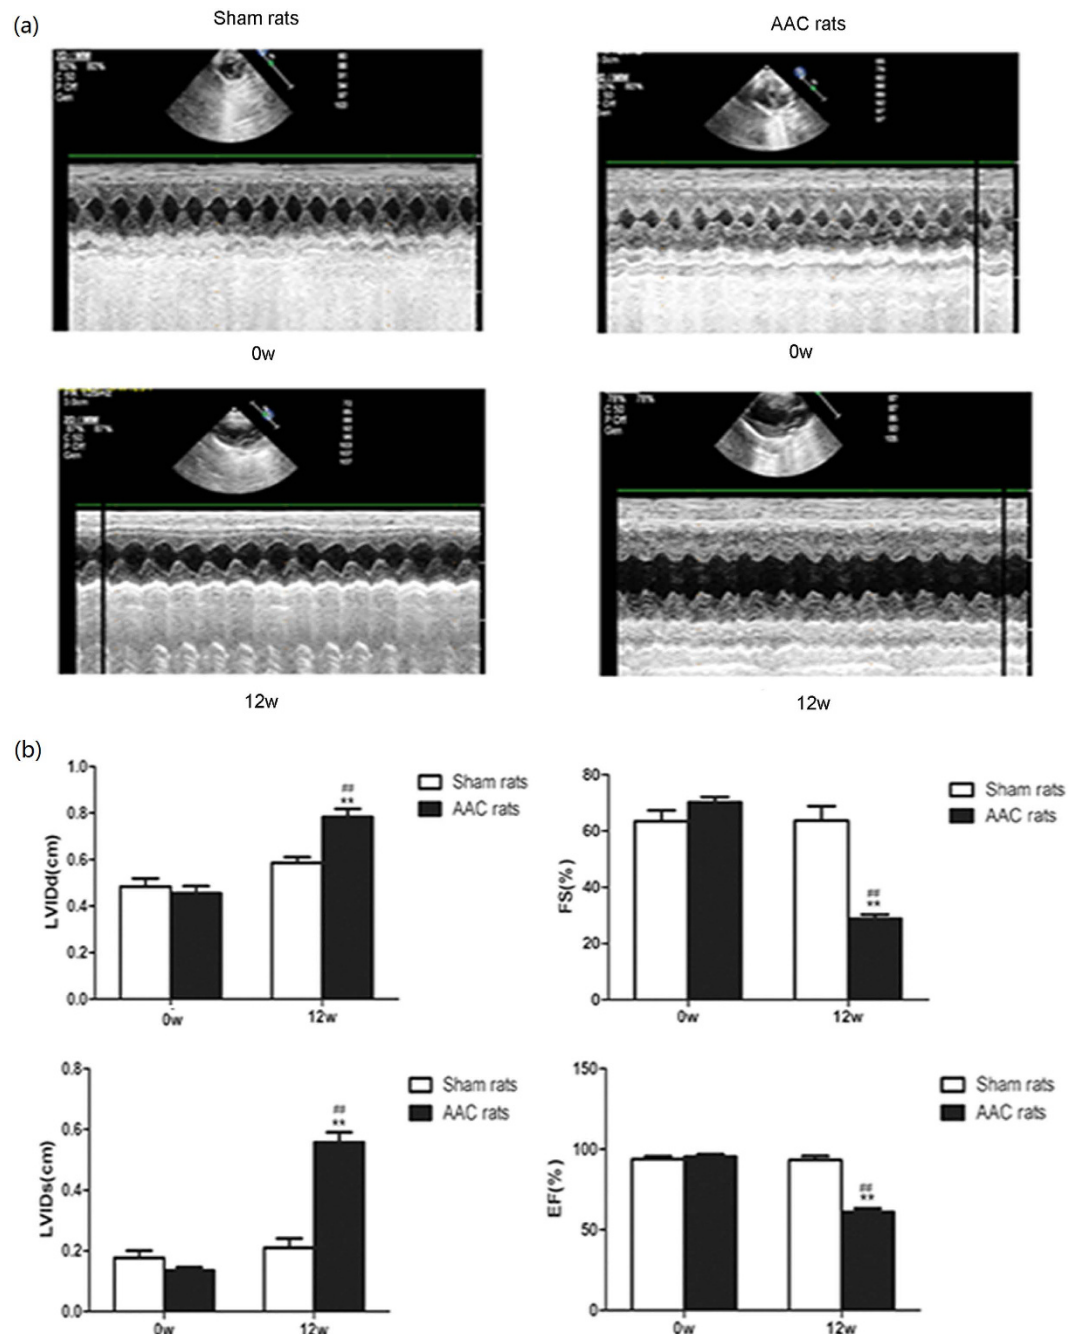 (a)
Sham rats
AAC rats
0w
0w
12w
12w
(b)
1.0
0.8
0.6
0.4
0.2
0.0
LVIDd(cm)
##
**
Sham rats
AAC rats
0w
12w
80
60
40
20
0
FS(%)
##
**
Sham rats
AAC rats
0w
12w
0.8
0.6
0.4
0.2
0.0
LVIDs(cm)
##
**
Sham rats
AAC rats
0w
12w
150
100
50
0
EF(%)
##
**
Sham rats
AAC rats
0w
12w